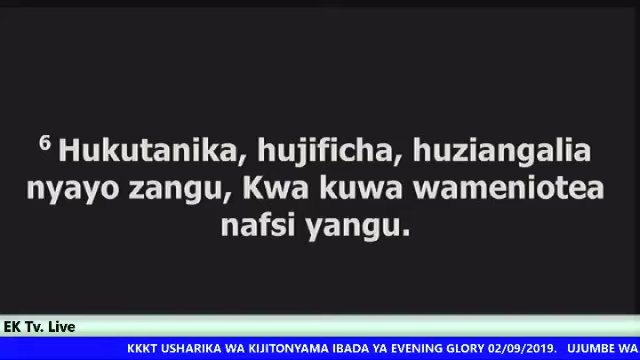 6 Hukutanika, hujificha, huziangalia
nyayo zangu, Kwa kuwa wameniotea
nafsi yangu.
EK Tv. Live
KKKT USHARIKA WA KIJITONYAMA IBADA YA EVENING GLORY 02/09/2019. UJUMBE WA